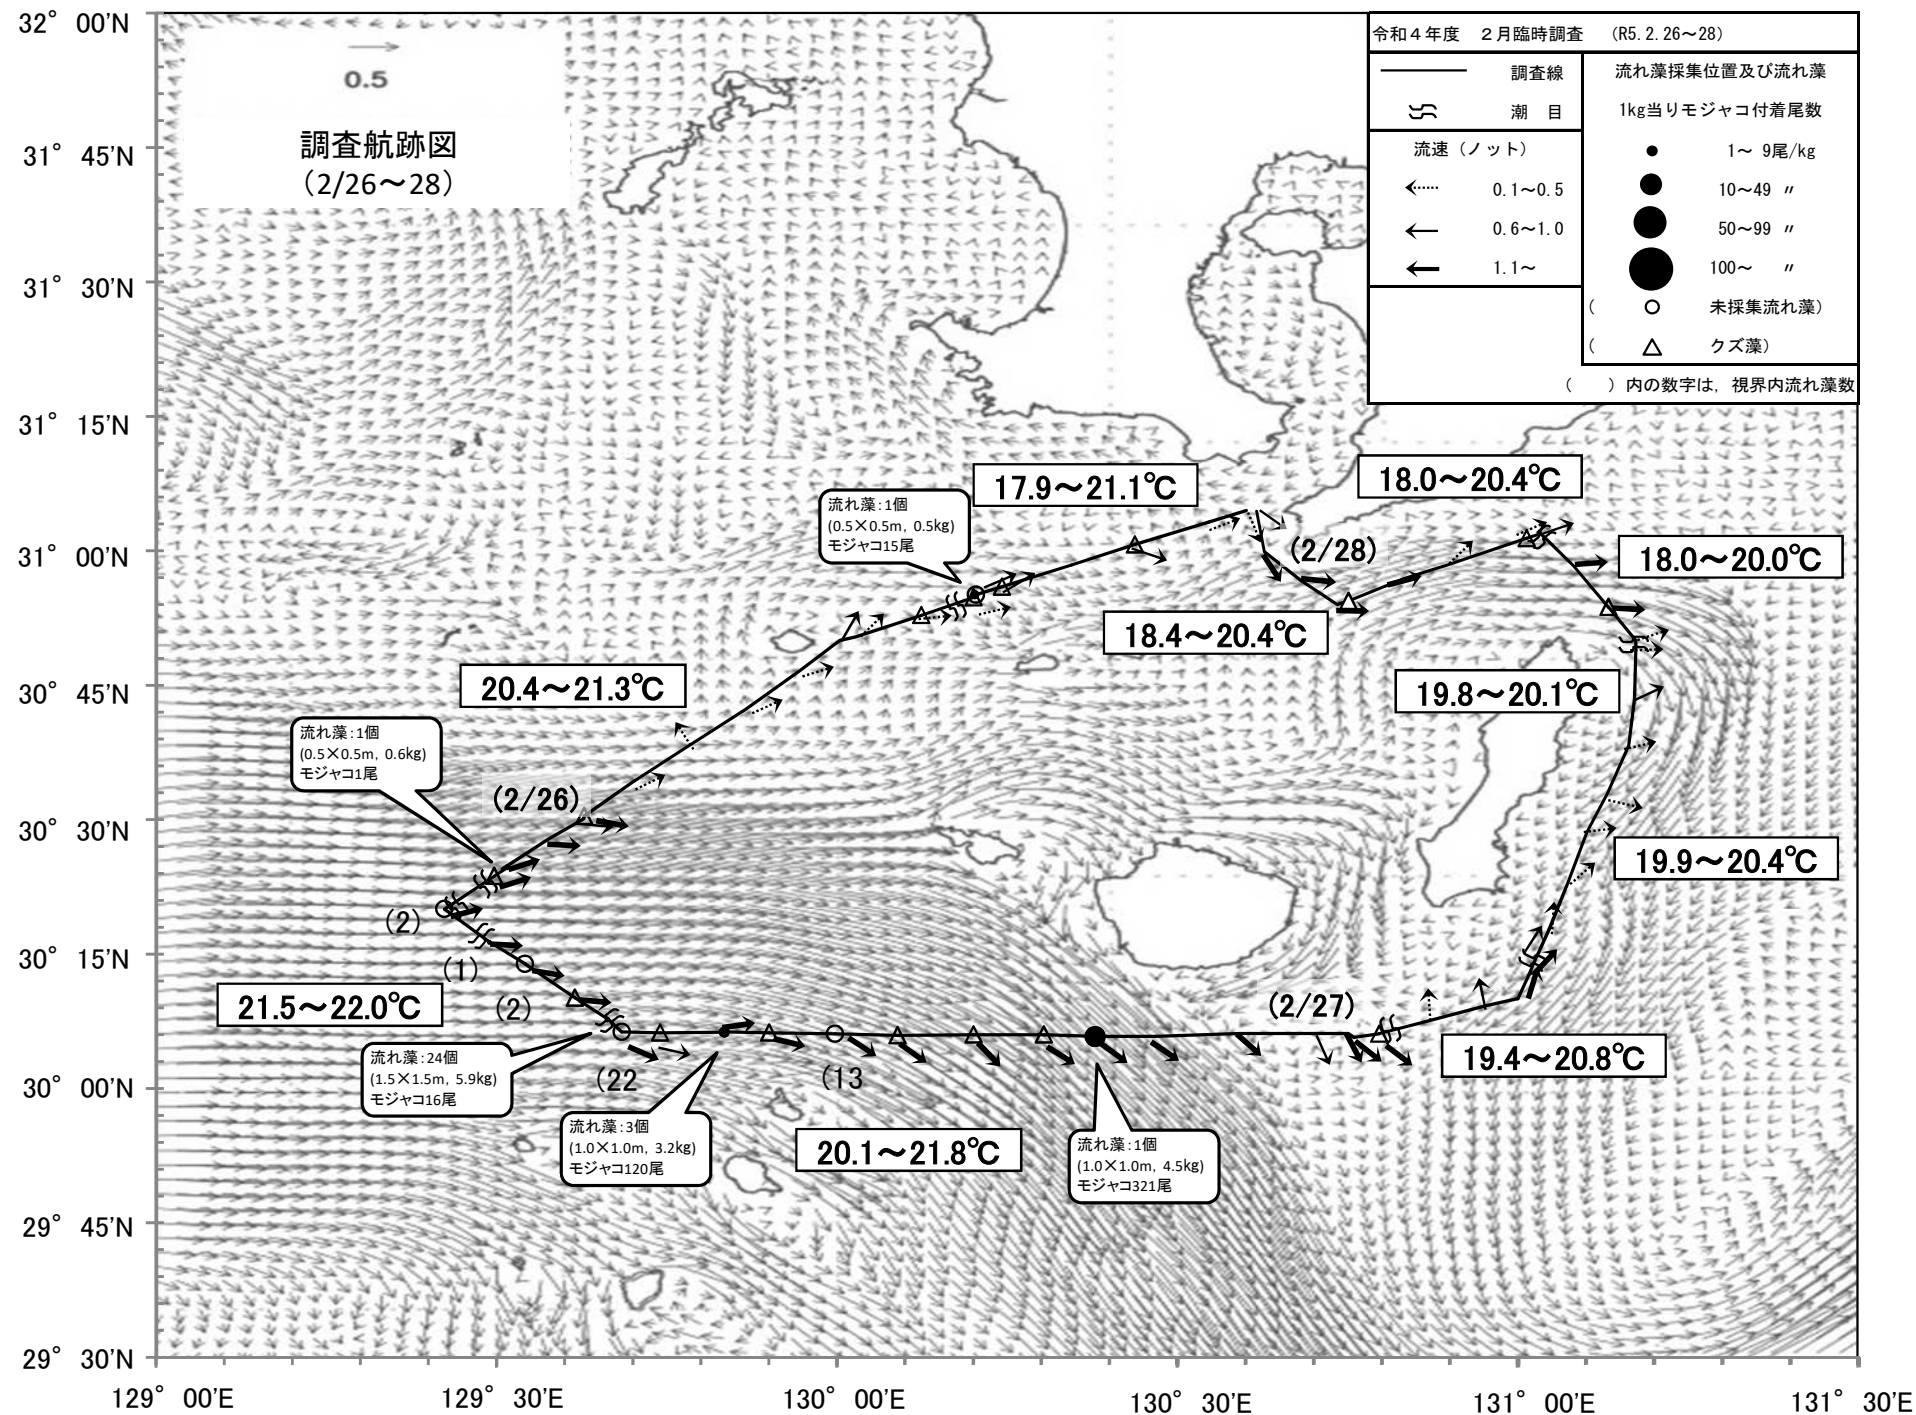 32° 00'N
31° 45'N
31° 30'N
31° 15'N
31° 00'N
30° 45'N
30° 30'N
30° 15'N
30° 00'N
29° 45'N
29° 30'N
129° 00'E
129° 30'E
130° 00'E
130° 30'E
131° 00'E
131° 30'E
0.5
調査航跡図
（2/26～28）
令和４年度　２月臨時調査　（R5.2.26～28）
調査線
潮　目
流速（ノット）
0.1～0.5
0.6～1.0
1.1～
流れ藻採集位置及び流れ藻
1kg当りモジャコ付着尾数
1～ 9尾/kg
10～49 〃
50～99 〃
100～　〃
（　○　未採集流れ藻）
（　△　クズ藻）
（　　）内の数字は，視界内流れ藻数
17.9～21.1℃
18.0～20.4℃
流れ藻：1個
(0.5×0.5m, 0.5kg)
モジャコ15尾
(2/28)
18.0～20.0℃
18.4～20.4℃
20.4～21.3℃
19.8～20.1℃
流れ藻：1個
(0.5×0.5m, 0.6kg)
モジャコ1尾
(2/26)
19.9～20.4℃
(2)
(1)
(2)
21.5～22.0℃
(2/27)
流れ藻：24個
(1.5×1.5m, 5.9kg)
モジャコ16尾
(22
(13
19.4～20.8℃
流れ藻：3個
(1.0×1.0m, 3.2kg)
モジャコ120尾
20.1～21.8℃
流れ藻：1個
(1.0×1.0m, 4.5kg)
モジャコ321尾